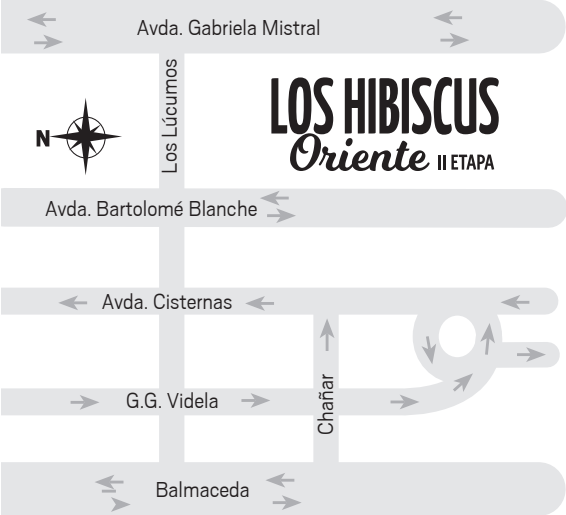 Avda. Gabriela Mistral
Los Lúcumos
LOS HIBISCUS
Oriente II ETAPA
N
Avda. Bartolomé Blanche
Avda. Cisternas
G.G. Videla
Chañar
Balmaceda